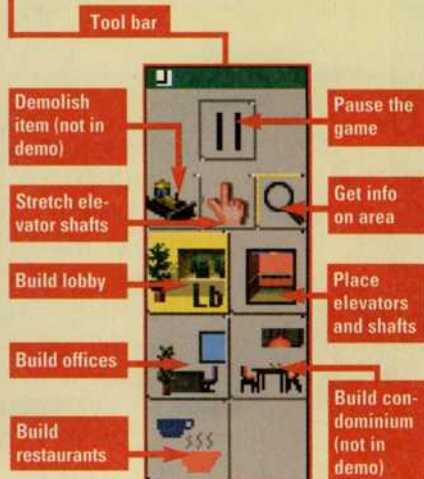 Tool bar
Demolish
item (not in
demo)
Pause the
game
Stretch ele-
vator shafts
Get info
on area
Build lobby
Lb
Place
elevators
and shafts
Build offices
Build con-
dominium
(not in
demo)
Build
restaurants
$$$